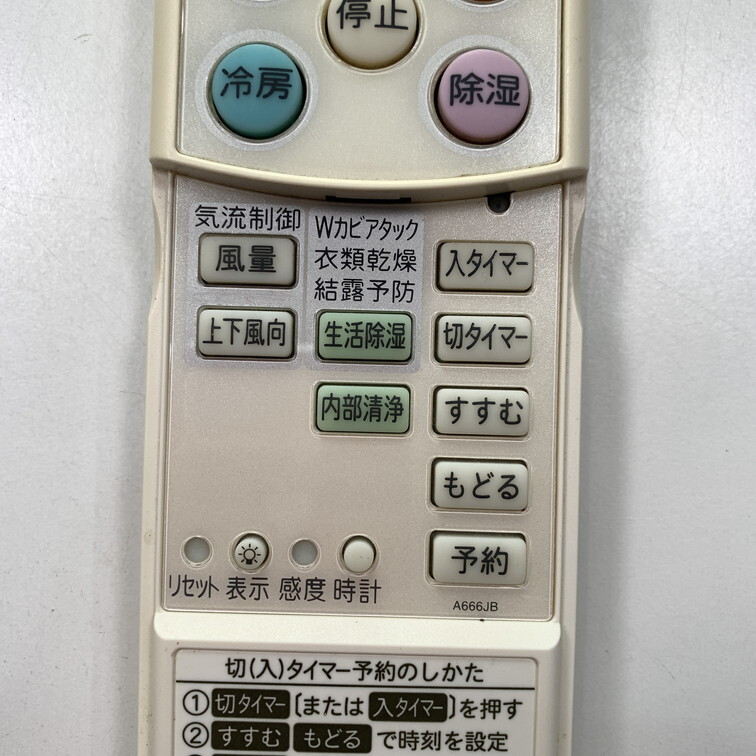 停止
冷房
除湿
気流制御
風量
上下風向
Wカビアタック
衣類乾燥
結露予防
生活除湿
内部清浄
入タイマー
切タイマー
すすむ
もどる
予約
リセット 表示 感度 時計
A666JB
切(入)タイマー予約のしかた
①切タイマー〔または 入タイマー〕を押す
②すすむ もどる で時刻を設定